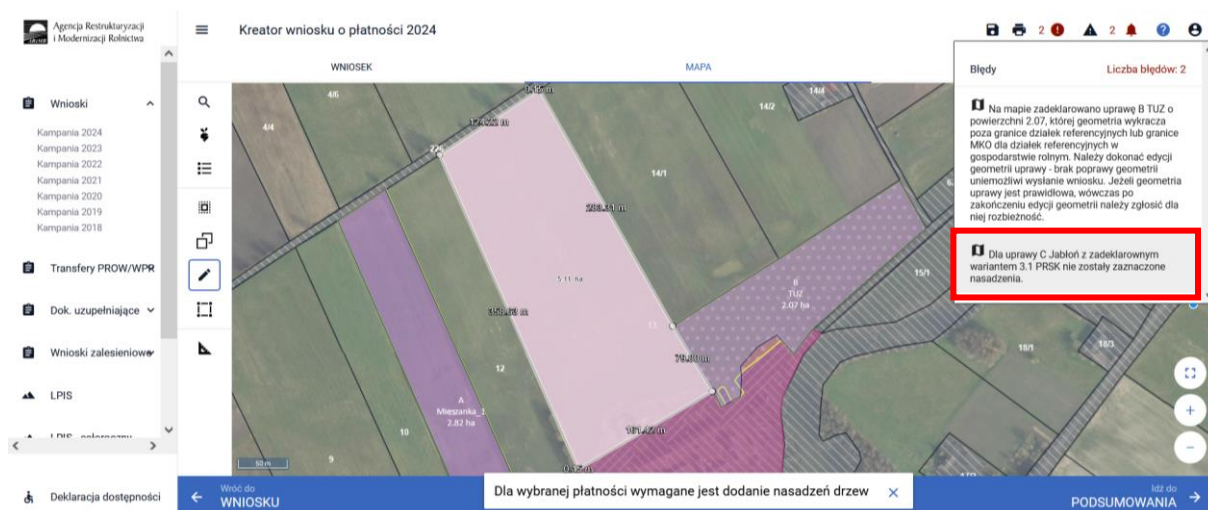 Agencja Restrukturyzacji
i Modernizacji Rolnictwa
Kreator wniosku o płatności 2024
2
2
WNIOSEK
MAPA
Wnioski
Kampania 2024
Kampania 2023
Kampania 2022
Kampania 2021
Kampania 2020
Kampania 2019
Kampania 2018
Transfery PROW/WPR
Dok. uzupełniające
Wnioski zalesieniowe
LPIS
Deklaracja dostępności
4/6
4/4
14/2
14/4
14/1
283.31 m
5.11 ha
79.80 m
12
A
Mieszanka_1
2.82 ha
10
9
B
TUZ
2.07 ha
15/1
18/1
18/3
50 m
Błędy
Liczba błędów: 2
Na mapie zadeklarowano uprawę B TUZ o
powierzchni 2.07, której geometria wykracza
poza granice działek referencyjnych lub granice
MKO dla działek referencyjnych w
gospodarstwie rolnym. Należy dokonać edycji
geometrii uprawy - brak poprawy geometrii
uniemożliwi wysłanie wniosku. Jeżeli geometria
uprawy jest prawidłowa, wówczas po
zakończeniu edycji geometrii należy zgłosić dla
niej rozbieżność.
Dla uprawy C Jabłoń z zadeklarownym
wariantem 3.1 PRSK nie zostały zaznaczone
nasadzenia.
Wróć do
WNIOSKU
Dla wybranej płatności wymagane jest dodanie nasadzeń drzew
Idź do
PODSUMOWANIA